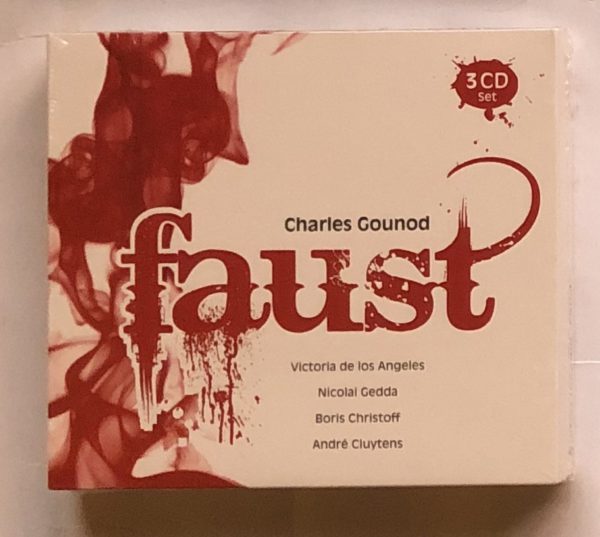 3 CD
Set
Charles Gounod
faust
Victoria de los Angeles
Nicolai Gedda
Boris Christoff
André Cluytens